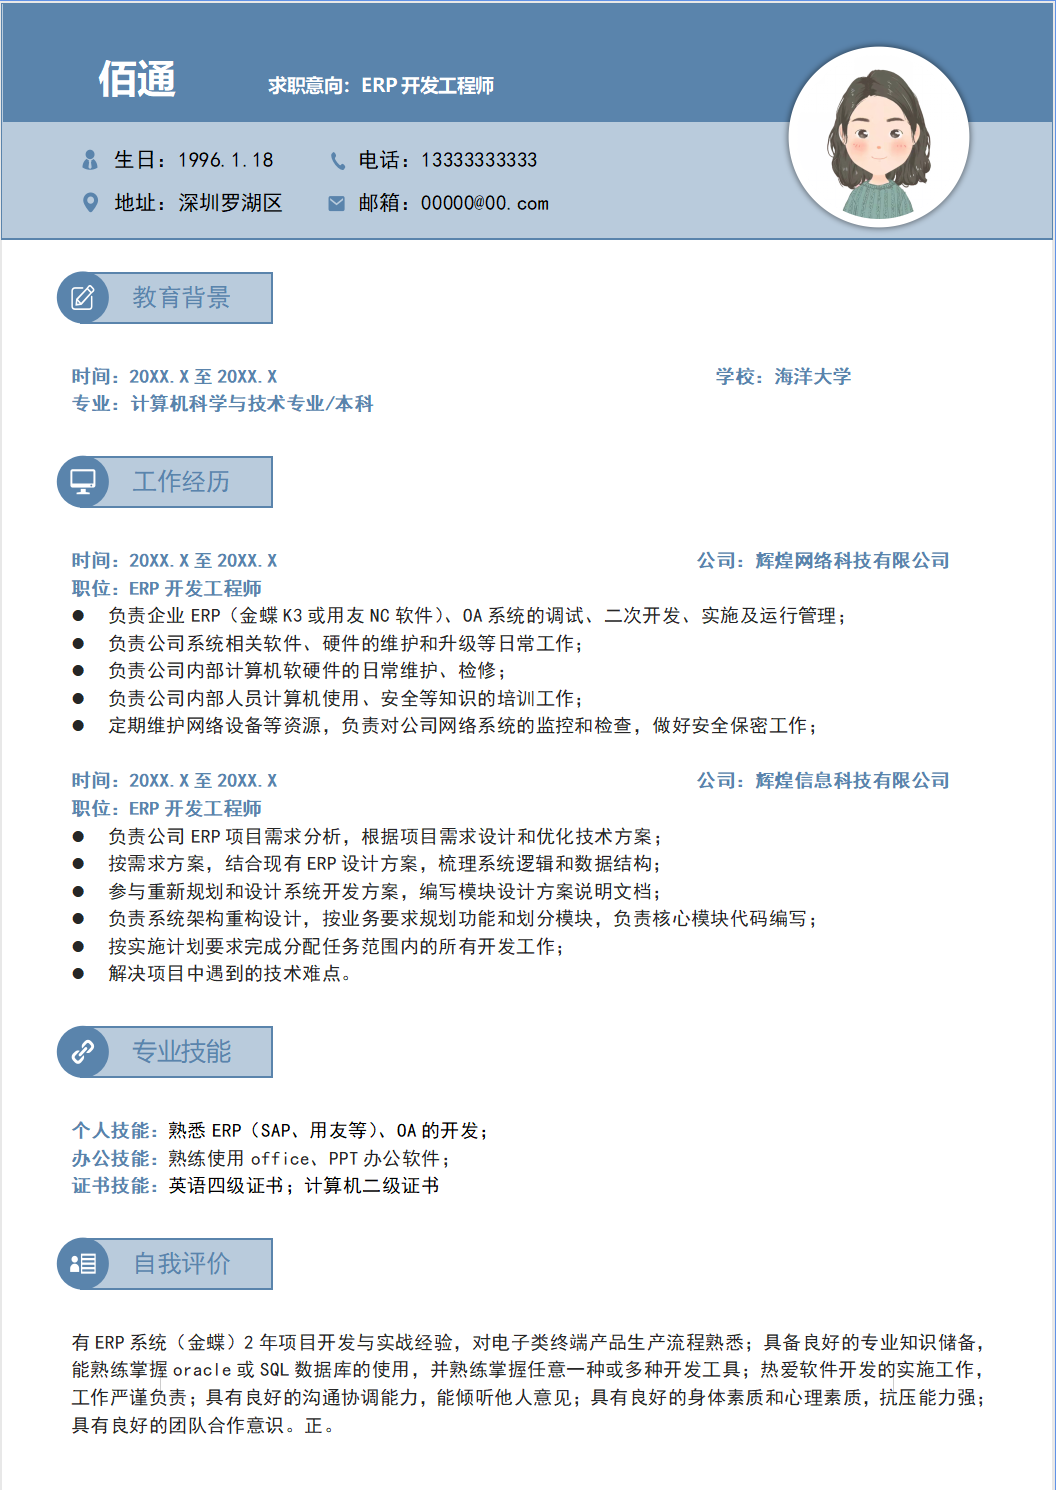 佰通
求职意向：ERP 开发工程师
生日：1996.1.18 电话：13333333333
地址：深圳罗湖区 邮箱：00000@00.com
教育背景
时间：20XX.X 至 20XX.X 学校：海洋大学
专业：计算机科学与技术专业/本科
工作经历
时间：20XX.X 至 20XX.X 公司：辉煌网络科技有限公司
职位：ERP 开发工程师
● 负责企业 ERP（金蝶 K3 或用友 NC 软件）、OA 系统的调试、二次开发、实施及运行管理；
● 负责公司系统相关软件、硬件的维护和升级等日常工作；
● 负责公司内部计算机软硬件的日常维护、检修；
● 负责公司内部人员计算机使用、安全等知识的培训工作；
● 定期维护网络设备等资源，负责对公司网络系统的监控和检查，做好安全保密工作；
时间：20XX.X 至 20XX.X 公司：辉煌信息科技有限公司
职位：ERP 开发工程师
● 负责公司 ERP 项目需求分析，根据项目需求设计和优化技术方案；
● 按需求方案，结合现有 ERP 设计方案，梳理系统逻辑和数据结构；
● 参与重新规划和设计系统开发方案，编写模块设计方案说明文档；
● 负责系统架构重构设计，按业务要求规划功能和划分模块，负责核心模块代码编写；
● 按实施计划要求完成分配任务范围内的所有开发工作；
● 解决项目中遇到的技术难点。
专业技能
个人技能：熟悉 ERP（SAP、用友等）、OA 的开发；
办公技能：熟练使用 office、PPT 办公软件；
证书技能：英语四级证书；计算机二级证书
自我评价
有 ERP 系统（金蝶）2 年项目开发与实战经验，对电子类终端产品生产流程熟悉；具备良好的专业知识储备，
能熟练掌握 oracle 或 SQL 数据库的使用，并熟练掌握任意一种或多种开发工具；热爱软件开发的实施工作，
工作严谨负责；具有良好的沟通协调能力，能倾听他人意见；具有良好的身体素质和心理素质，抗压能力强；
具有良好的团队合作意识。正。